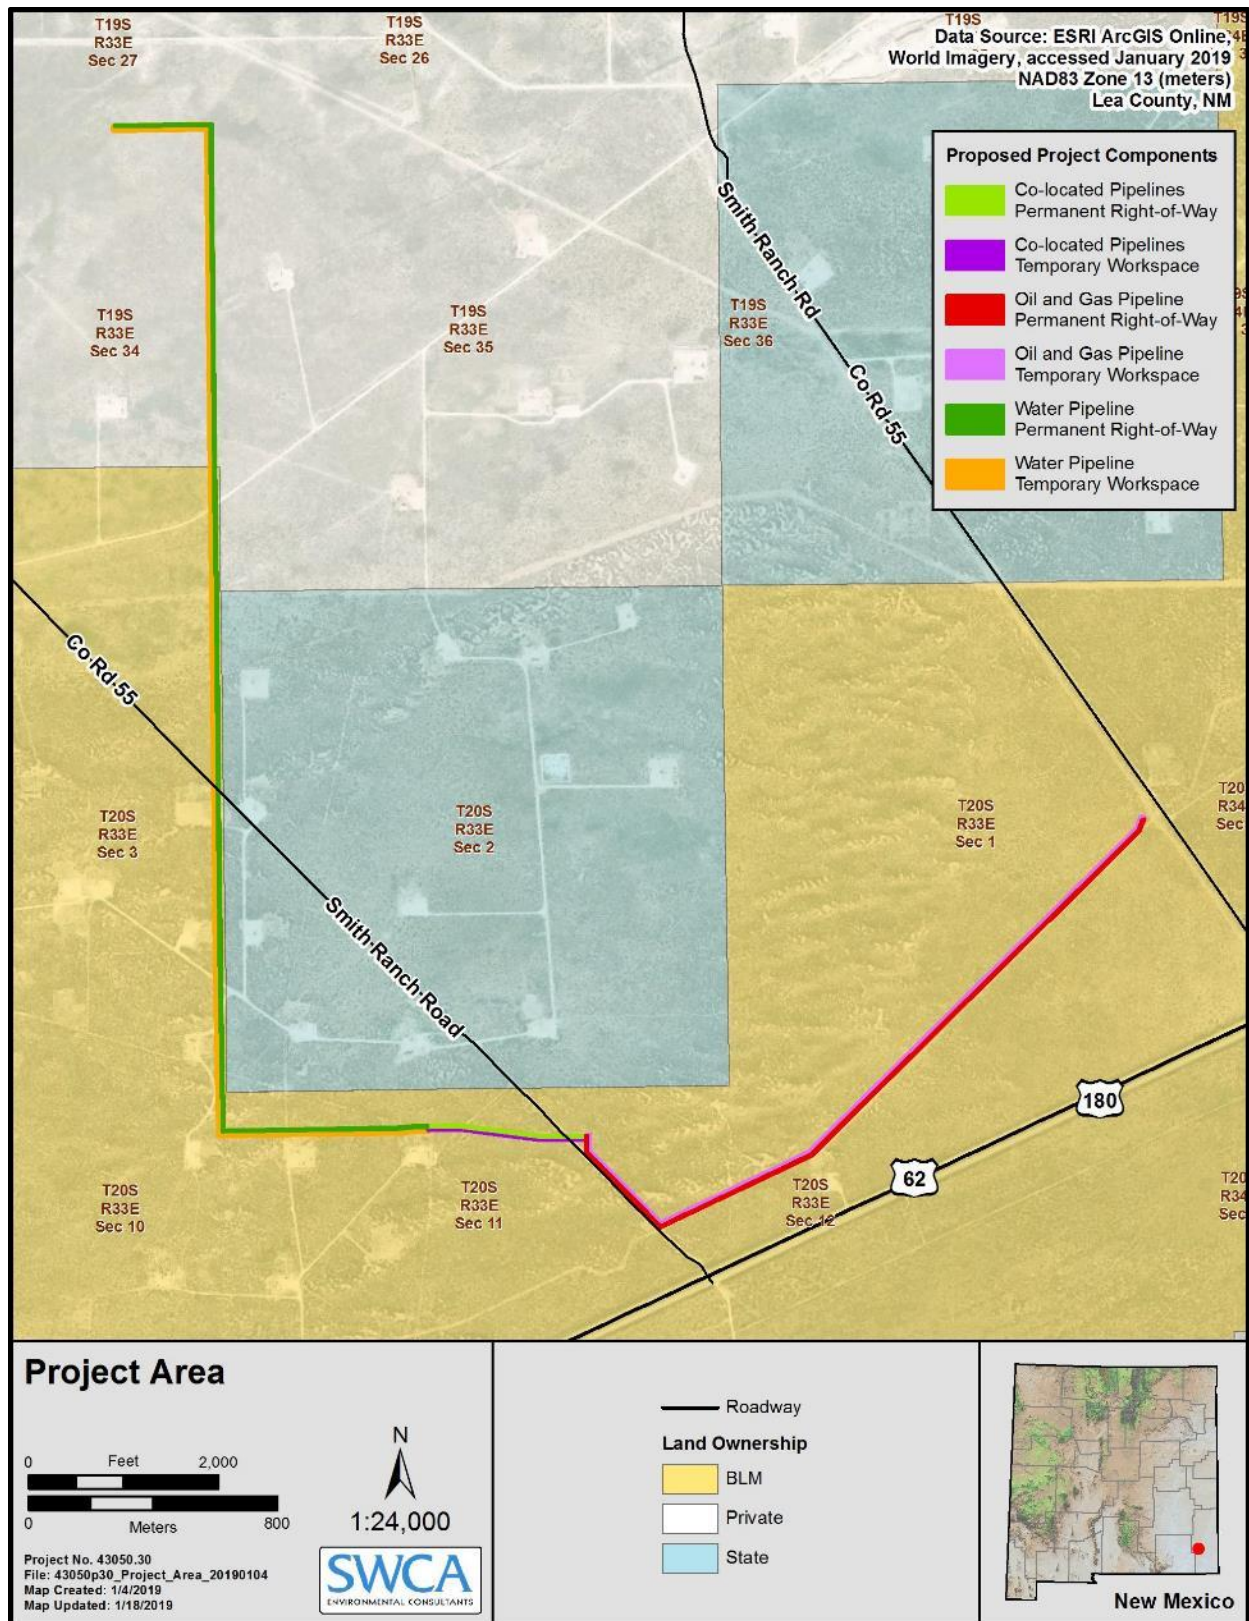 T19S
R33E
Sec 27
T19S
R33E
Sec 26
T19S
T19S
Data Source: ESRI ArcGIS Online,
World Imagery, accessed January 2019
NAD83 Zone 13 (meters)
Lea County, NM
Proposed Project Components
Co-located Pipelines
Permanent Right-of-Way
Co-located Pipelines
Temporary Workspace
Oil and Gas Pipeline
Permanent Right-of-Way
Oil and Gas Pipeline
Temporary Workspace
Water Pipeline
Permanent Right-of-Way
Water Pipeline
Temporary Workspace
Smith Ranch Rd
Co Rd 55
T19S
R33E
Sec 34
T19S
R33E
Sec 35
T19S
R33E
Sec 36
Co Rd 55
Smith Ranch Road
T20S
R33E
Sec 3
T20S
R33E
Sec 2
T20S
R33E
Sec 1
T20
R34
Sec
180
62
T20S
R33E
Sec 10
T20S
R33E
Sec 11
T20S
R33E
Sec 12
T20
R34
Sec
Project Area
0 Feet 2,000
0 Meters 800
N
1:24,000
Project No. 43050.30
File: 43050p30_Project_Area_20190104
Map Created: 1/4/2019
Map Updated: 1/18/2019
SWCA
ENVIRONMENTAL CONSULTANTS
Roadway
Land Ownership
BLM
Private
State
New Mexico